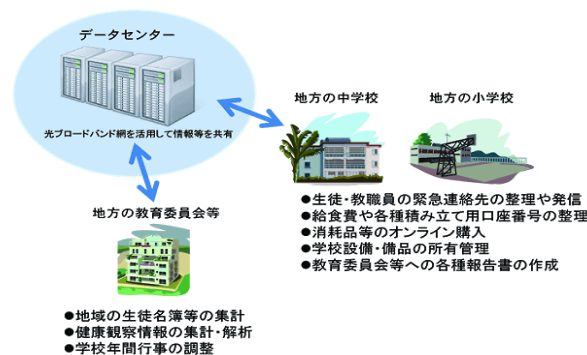 データセンター
光ブロードバンド網を活用して情報等を共有
地方の中学校
地方の小学校
●生徒・教職員の緊急連絡先の整理や発信
●給食費や各種積み立て用口座番号の整理
●消耗品等のオンライン購入
●学校設備・備品の所有管理
●教育委員会等への各種報告書の作成
地方の教育委員会等
●地域の生徒名簿等の集計
●健康観察情報の集計・解析
●学校年間行事の調整